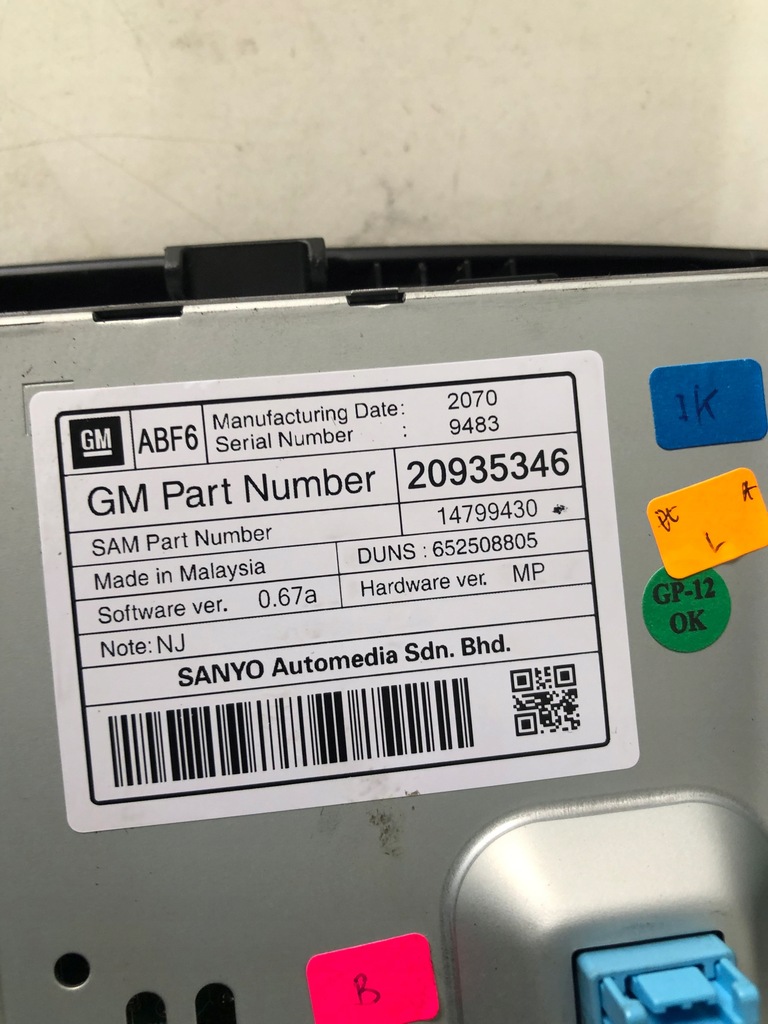 GM
ABF6
Manufacturing Date: 2070
Serial Number : 9483
GM Part Number 20935346
SAM Part Number 14799430
Made in Malaysia DUNS : 652508805
Software ver. 0.67a Hardware ver. MP
Note: NJ
SANYO Automedia Sdn. Bhd.
1K
L
GP-12
OK
B